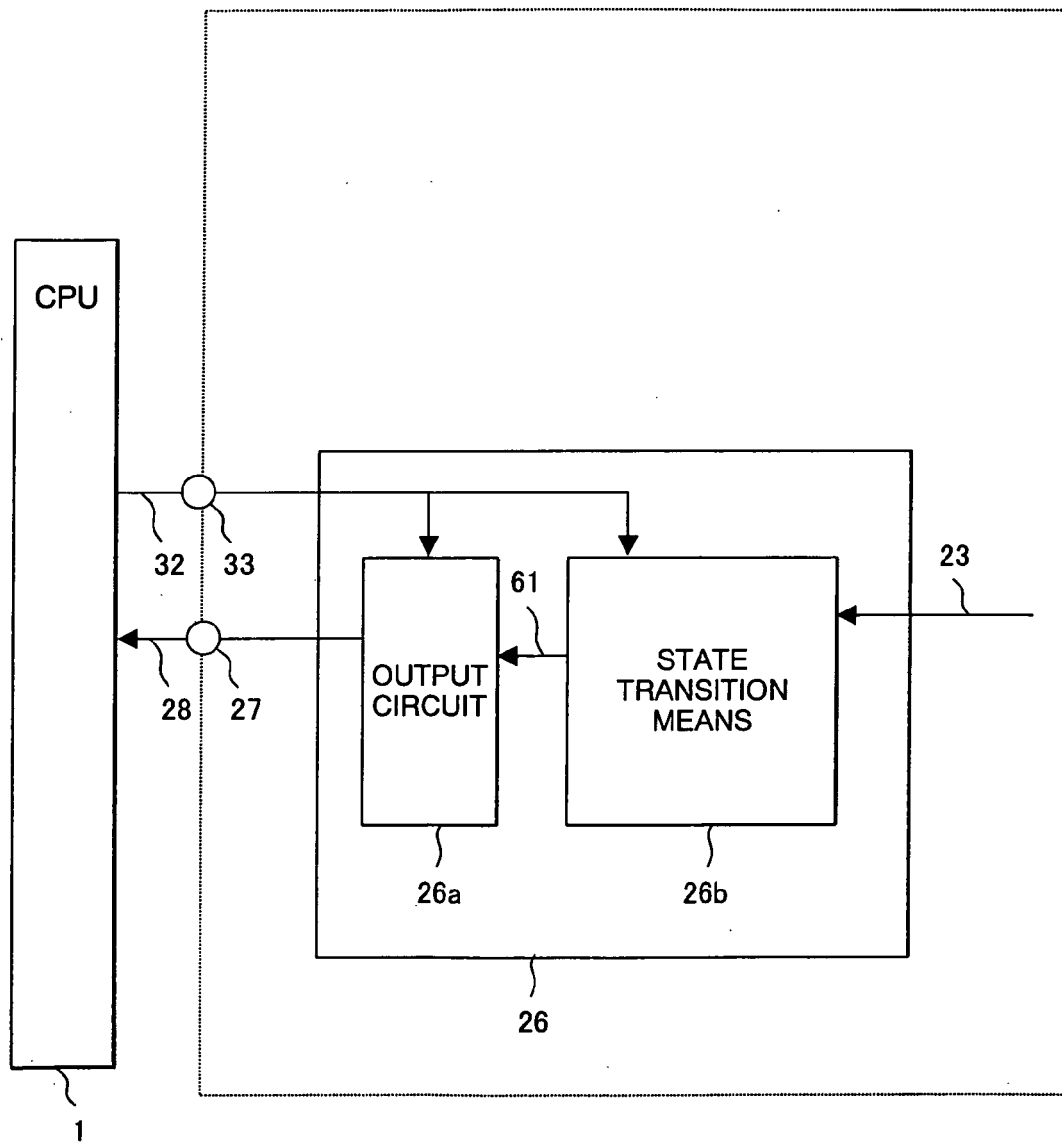 CPU
32
33
61
23
28
27
OUTPUT
CIRCUIT
STATE
TRANSITION
MEANS
26a
26b
26
1